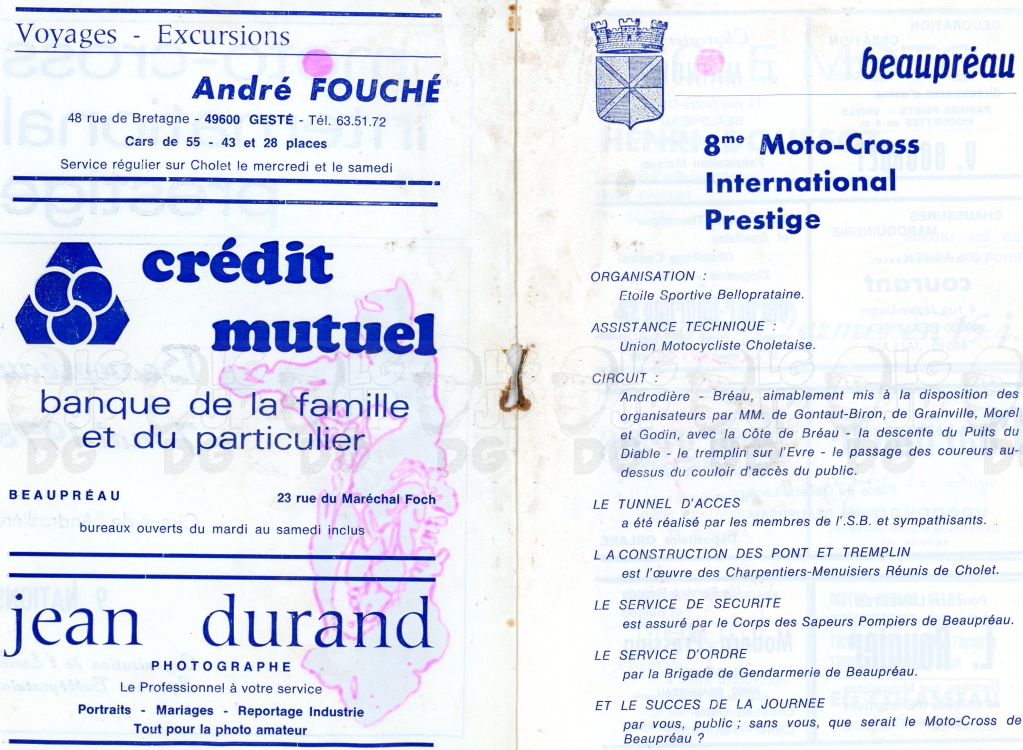 Voyages - Excursions
André FOUCHÉ
48 rue de Bretagne - 49600 GESTÉ - Tél. 63.51.72
Cars de 55 - 43 et 28 places
Service régulier sur Cholet le mercredi et le samedi
crédit
mutuel
banque de la famille
et du particulier
BEAUPRÉAU 23 rue du Maréchal Foch
bureaux ouverts du mardi au samedi inclus
jean durand
PHOTOGRAPHE
Le Professionnel à votre service
Portraits - Mariages - Reportage Industrie
Tout pour la photo amateur
beaupréau
8me Moto-Cross
International
Prestige
ORGANISATION :
Etoile Sportive Belloprataine.
ASSISTANCE TECHNIQUE :
Union Motocycliste Choletaise.
CIRCUIT :
Androdière - Bréau, aimablement mis à la disposition des
organisateurs par MM. de Gontaut-Biron, de Grainville, Morel
et Godin, avec la Côte de Bréau - la descente du Puits du
Diable - le tremplin sur l'Evre - le passage des coureurs au-
dessus du couloir d'accès du public.
LE TUNNEL D'ACCES
a été réalisé par les membres de l'.S.B. et sympathisants.
LA CONSTRUCTION DES PONT ET TREMPLIN
est l'œuvre des Charpentiers-Menuisiers Réunis de Cholet.
LE SERVICE DE SECURITE
est assuré par le Corps des Sapeurs Pompiers de Beaupréau.
LE SERVICE D'ORDRE
par la Brigade de Gendarmerie de Beaupréau.
ET LE SUCCES DE LA JOURNEE
par vous, public ; sans vous, que serait le Moto-Cross de
Beaupréau ?